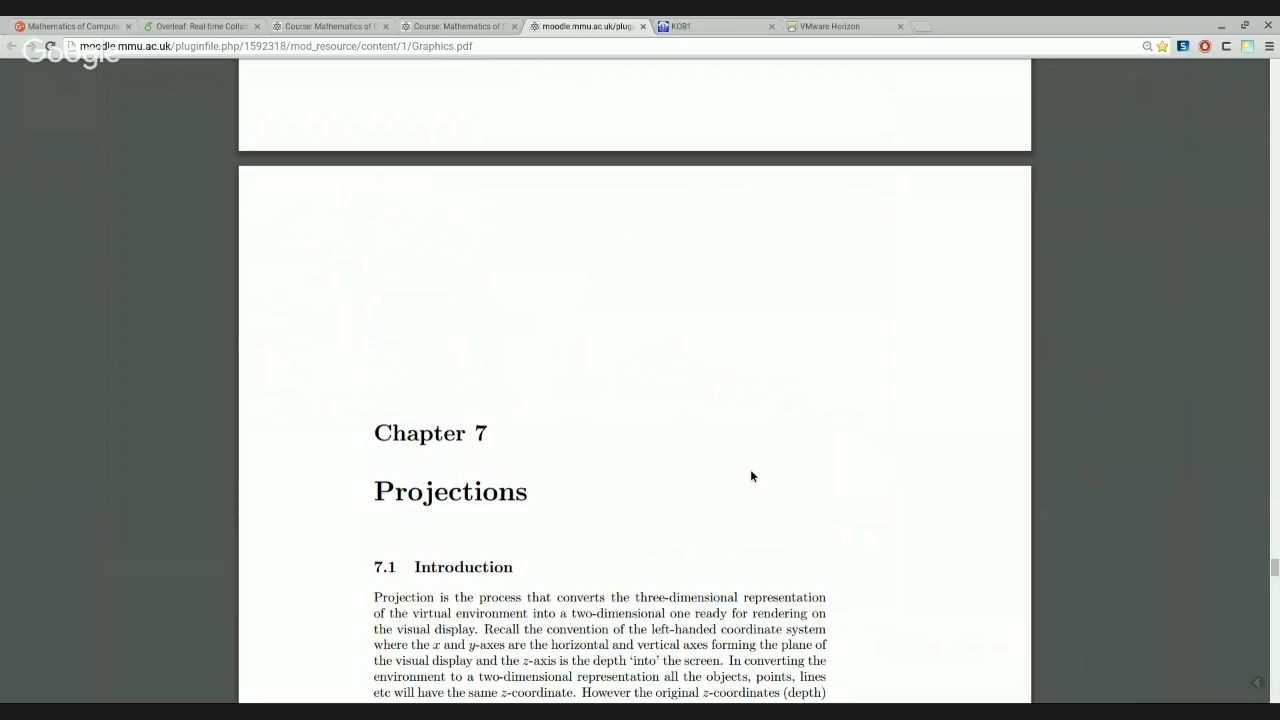 Mathematics of Compute
Overleaf: Real-time Collab
Course: Mathematics of C
Course: Mathematics of C
moodle.mmu.ac.uk/plug
KOB1
VMware Horizon
moodle.mmu.ac.uk/pluginfile.php/1592318/mod_resource/content/1/Graphics.pdf
Google
Chapter 7
Projections
7.1 Introduction
Projection is the process that converts the three-dimensional representation
of the virtual environment into a two-dimensional one ready for rendering on
the visual display. Recall the convention of the left-handed coordinate system
where the x and y-axes are the horizontal and vertical axes forming the plane of
the visual display and the z-axis is the depth ‘into’ the screen. In converting the
environment to a two-dimensional representation all the objects, points, lines
etc will have the same z-coordinate. However the original z-coordinates (depth)